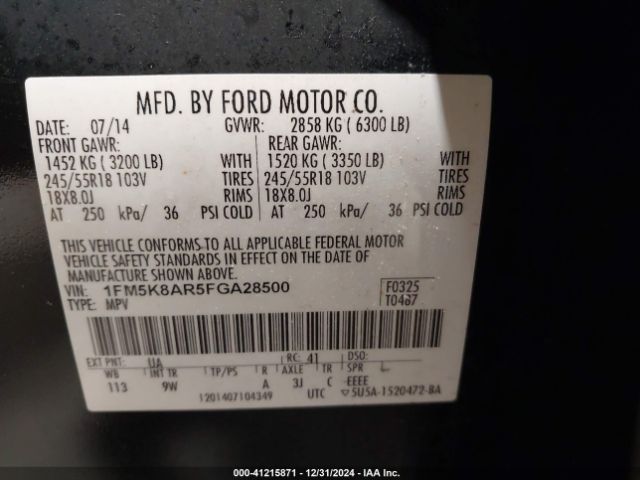 MFD. BY FORD MOTOR CO.
DATE: 07/14 GVWR: 2858 KG ( 6300 LB)
FRONT GAWR: REAR GAWR:
1452 KG ( 3200 LB) WITH 1520 KG ( 3350 LB) WITH
245/55R18 103V TIRES 245/55R18 103V TIRES
18X8.0J RIMS 18X8.0J RIMS
AT 250 kPa/ 36 PSI COLD AT 250 kPa/ 36 PSI COLD
THIS VEHICLE CONFORMS TO ALL APPLICABLE FEDERAL MOTOR
VEHICLE SAFETY STANDARDS IN EFFECT ON THE DATE OF
MANUFACTURE SHOWN ABOVE.
VIN: 1FM5K8AR5FGA28500 F0325
TYPE: MPV T0467
EXT PNT: UA RC: 41 DSO:
WB INT TR TP/PS R AXLE TR SPR
113 9W A 3J C EEEE
1201407104349 UTC 5U5A-1520472-BA
000-41215871 - 12/31/2024 - IAA Inc.